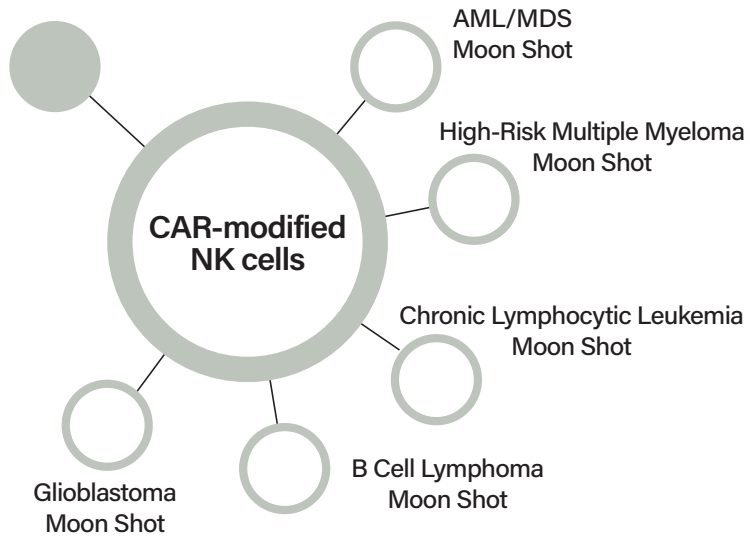 AML/MDS
Moon Shot
High-Risk Multiple Myeloma
Moon Shot
CAR-modified
NK cells
Chronic Lymphocytic Leukemia
Moon Shot
B Cell Lymphoma
Moon Shot
Glioblastoma
Moon Shot